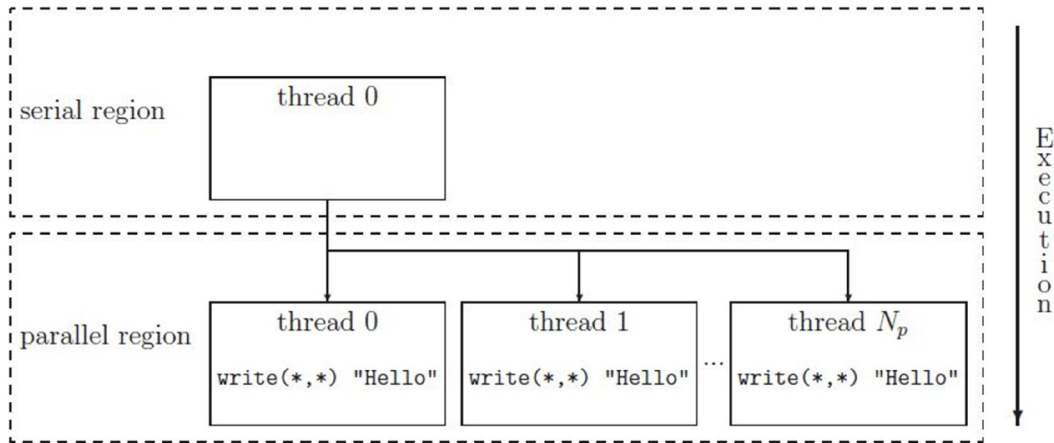 thread 0
serial region
thread 0
thread 1
thread N_p
parallel region
write(*,*) "Hello"
write(*,*) "Hello"
...
write(*,*) "Hello"
Execution